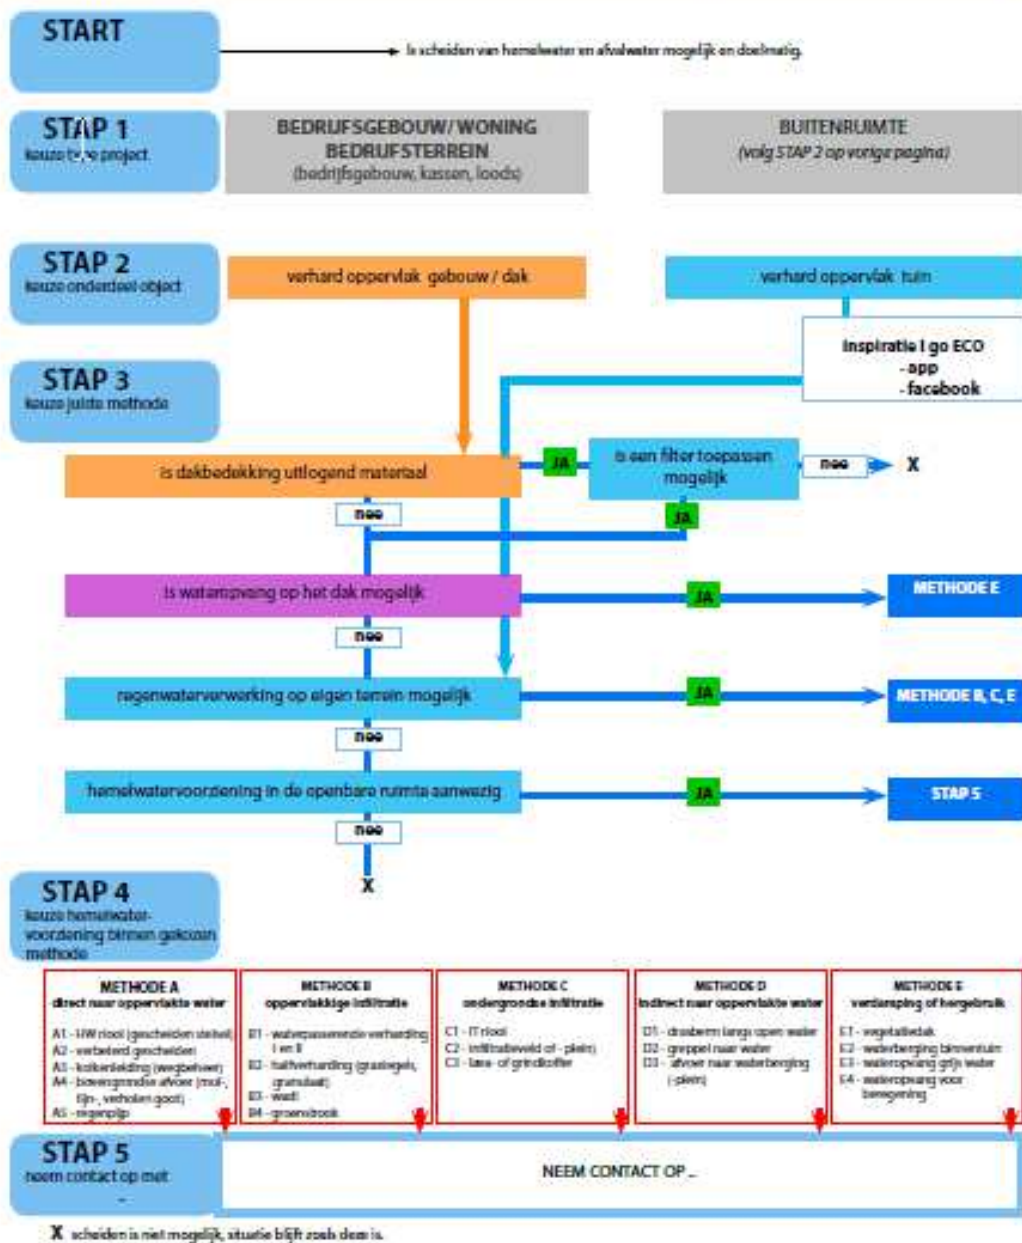 START
Is scheiden van hemelwater en afvalwater mogelijk en doelmatig.
STAP 1
keuze type project
BEDRIJFSGEBOUW/ WONING
BEDRIJFSTERREIN
(bedrijfsgebouw, kassen, loods)
BUITENRUIMTE
(volg STAP 2 op vorige pagina)
STAP 2
keuze onderdeel object
verhard oppervlak gebouw / dak
verhard oppervlak tuin
inspiratie I go ECO
- app
- facebook
STAP 3
keuze juiste methode
is dakbedekking uitlogend materiaal
JA
is een filter toepassen
mogelijk
nee
X
nee
JA
is wateropvang op het dak mogelijk
JA
METHODE E
nee
regenwaterverwerking op eigen terrein mogelijk
JA
METHODE B, C, E
nee
hemelwatervoorziening in de openbare ruimte aanwezig
JA
STAP 5
nee
X
STAP 4
keuze hemelwater-
voorziening binnen gekozen
methode
METHODE A
direct naar oppervlakte water
A1 - HW riool (gescheiden stelsel)
A2 - verbeterd gescheiden
A3 - kolkenleiding (wegbeheer)
A4 - bovengrondse afvoer (mol-,
lijn-, verholen goot)
A5 - regenpijp
METHODE B
oppervlakkige infiltratie
B1 - waterpasserende verharding
I en II
B2 - halfverharding (grastegels,
granulaat)
B3 - wadi
B4 - groenstrook
METHODE C
ondergrondse infiltratie
C1 - IT riool
C2 - infiltratieveld of - plein)
C3 - lava- of grindkoffer
METHODE D
indirect naar oppervlakte water
D1 - drasberm langs open water
D2 - greppel naar water
D3 - afvoer naar waterberging
(-plein)
METHODE E
verdamping of hergebruik
E1 - vegetatiedak
E2 - waterberging binnentuin
E3 - wateropvang grijs water
E4 - wateropvang voor
beregening
STAP 5
neem contact op met
..
NEEM CONTACT OP ..
X scheiden is niet mogelijk, situatie blijft zoals deze is.